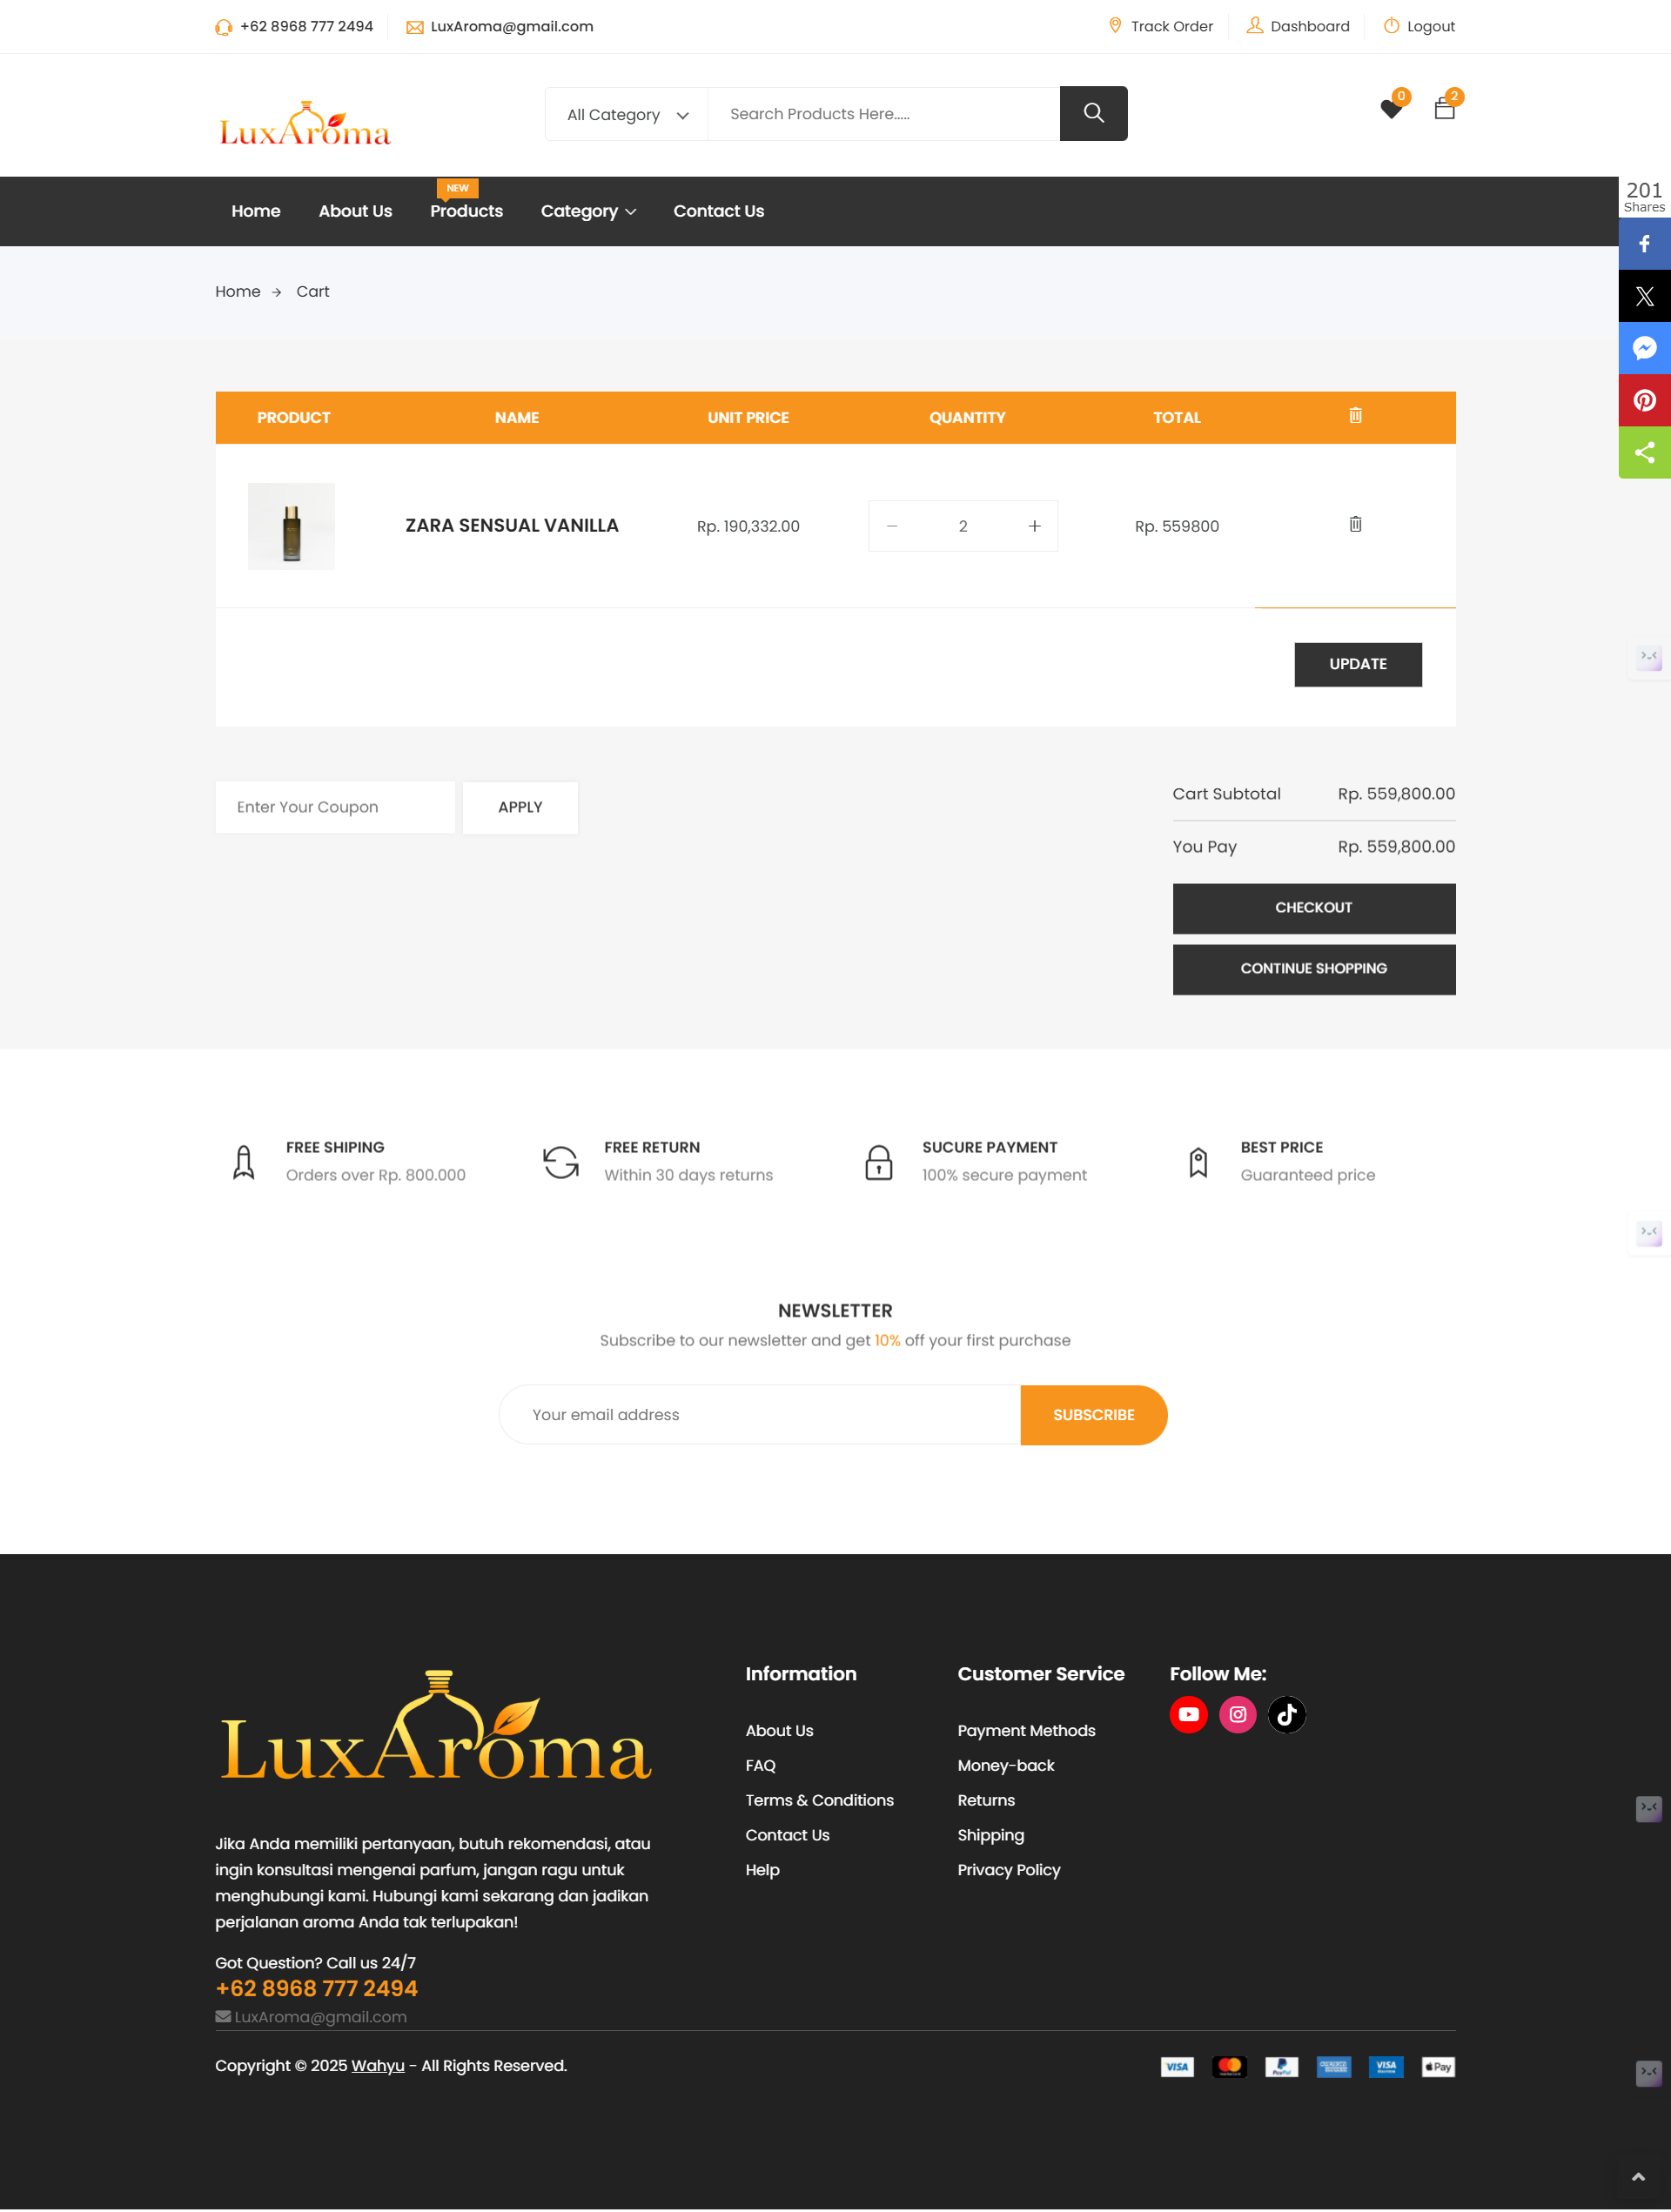 +62 8968 777 2494
LuxAroma@gmail.com
Track Order
Dashboard
Logout
LuxAroma
All Category
Search Products Here.....
0
2
NEW
Home
About Us
Products
Category
Contact Us
201
Shares
Home
Cart
PRODUCT
NAME
UNIT PRICE
QUANTITY
TOTAL
ZARA SENSUAL VANILLA
Rp. 190,332.00
2
Rp. 559800
UPDATE
Enter Your Coupon
APPLY
Cart Subtotal
Rp. 559,800.00
You Pay
Rp. 559,800.00
CHECKOUT
CONTINUE SHOPPING
FREE SHIPING
Orders over Rp. 800.000
FREE RETURN
Within 30 days returns
SUCURE PAYMENT
100% secure payment
BEST PRICE
Guaranteed price
NEWSLETTER
Subscribe to our newsletter and get 10% off your first purchase
Your email address
SUBSCRIBE
LuxAroma
Jika Anda memiliki pertanyaan, butuh rekomendasi, atau
ingin konsultasi mengenai parfum, jangan ragu untuk
menghubungi kami. Hubungi kami sekarang dan jadikan
perjalanan aroma Anda tak terlupakan!
Got Question? Call us 24/7
+62 8968 777 2494
LuxAroma@gmail.com
Information
About Us
FAQ
Terms & Conditions
Contact Us
Help
Customer Service
Payment Methods
Money-back
Returns
Shipping
Privacy Policy
Follow Me:
Copyright © 2025 Wahyu - All Rights Reserved.
VISA
PayPal
VISA
Pay